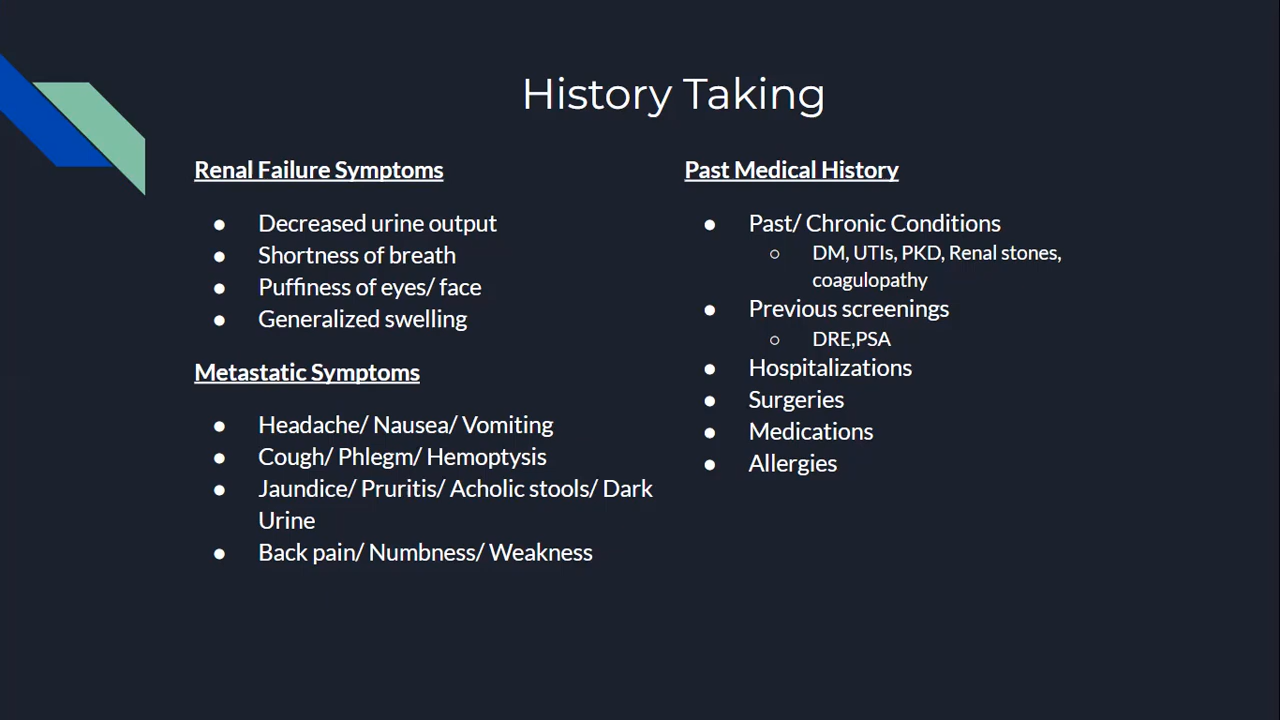 History Taking
Renal Failure Symptoms
● Decreased urine output
● Shortness of breath
● Puffiness of eyes/ face
● Generalized swelling
Metastatic Symptoms
● Headache/ Nausea/ Vomiting
● Cough/ Phlegm/ Hemoptysis
● Jaundice/ Pruritis/ Acholic stools/ Dark
Urine
● Back pain/ Numbness/ Weakness
Past Medical History
● Past/ Chronic Conditions
○ DM, UTIs, PKD, Renal stones,
coagulopathy
● Previous screenings
○ DRE,PSA
● Hospitalizations
● Surgeries
● Medications
● Allergies